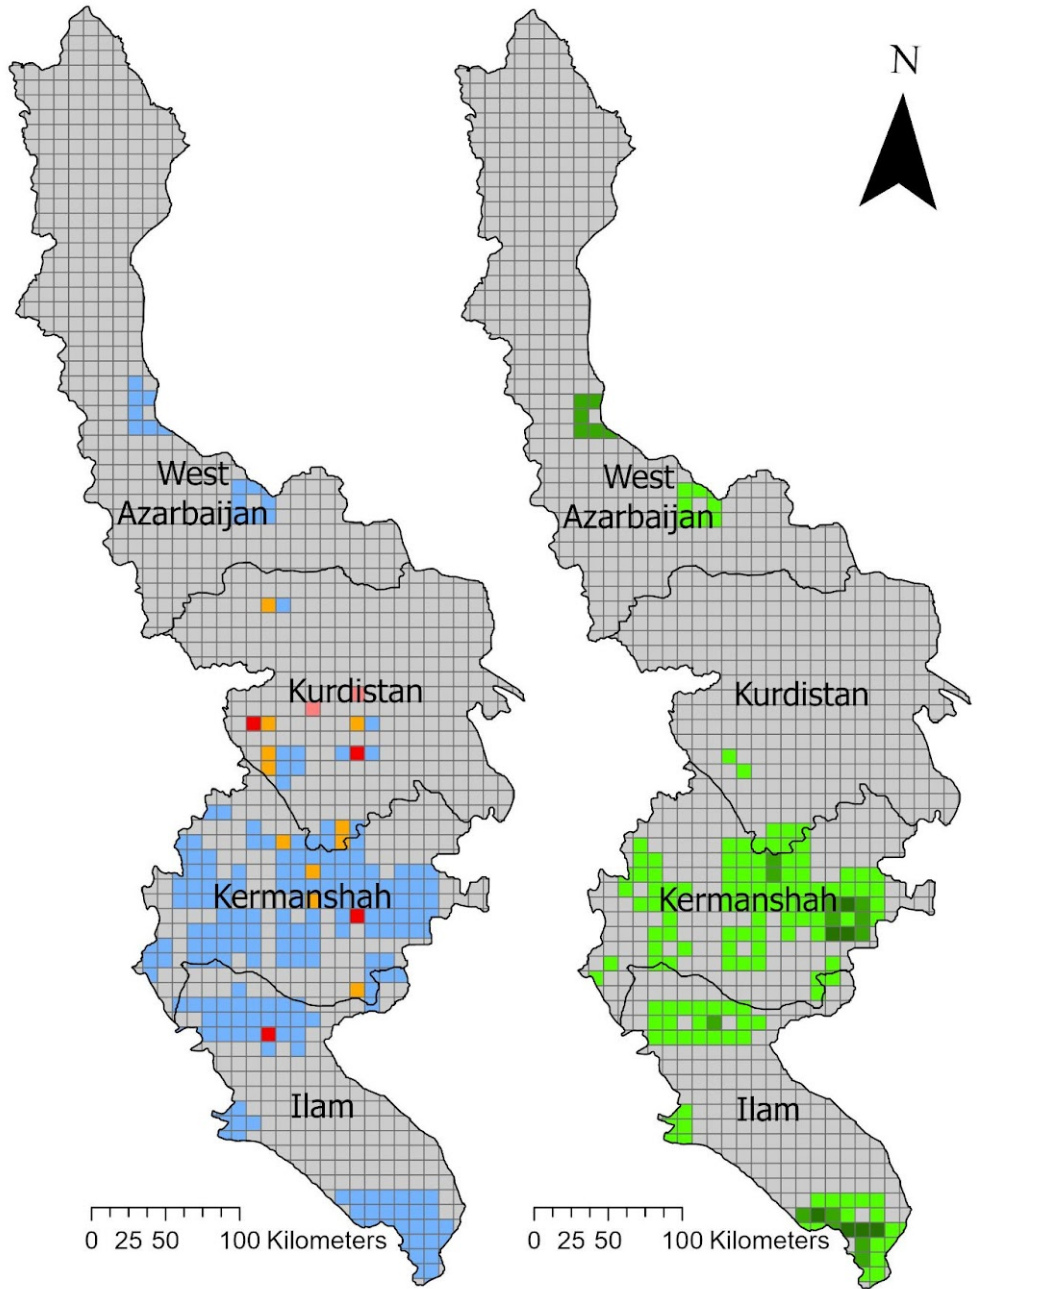 N
West
Azarbaijan
Kurdistan
Kermanshah
Ilam
0 25 50 100 Kilometers
West
Azarbaijan
Kurdistan
Kermanshah
Ilam
0 25 50 100 Kilometers